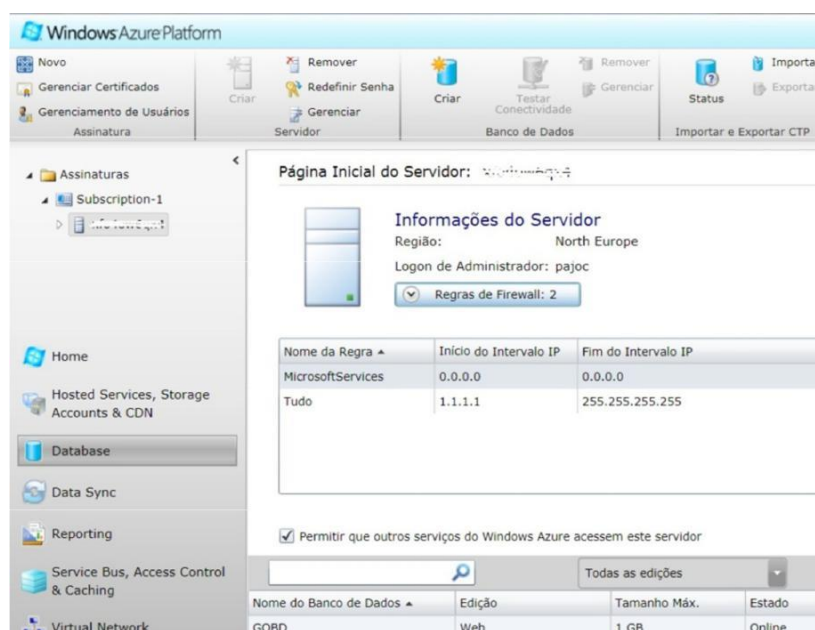 Windows Azure Platform
Novo
Gerenciar Certificados
Gerenciamento de Usuários
Assinatura
Criar
Remover
Redefinir Senha
Gerenciar
Servidor
Criar
Testar
Conectividade
Remover
Gerenciar
Banco de Dados
Status
Importa
Exporta
Importar e Exportar CTP
Assinaturas
Subscription-1
Página Inicial do Servidor:
Informações do Servidor
Região: North Europe
Logon de Administrador: pajoc
Regras de Firewall: 2
Nome da Regra Início do Intervalo IP Fim do Intervalo IP
MicrosoftServices 0.0.0.0 0.0.0.0
Tudo 1.1.1.1 255.255.255.255
Permitir que outros serviços do Windows Azure acessem este servidor
Todas as edições
Nome do Banco de Dados Edição Tamanho Máx. Estado
GOBD Web 1 GB Online
Home
Hosted Services, Storage
Accounts & CDN
Database
Data Sync
Reporting
Service Bus, Access Control
& Caching
Virtual Network